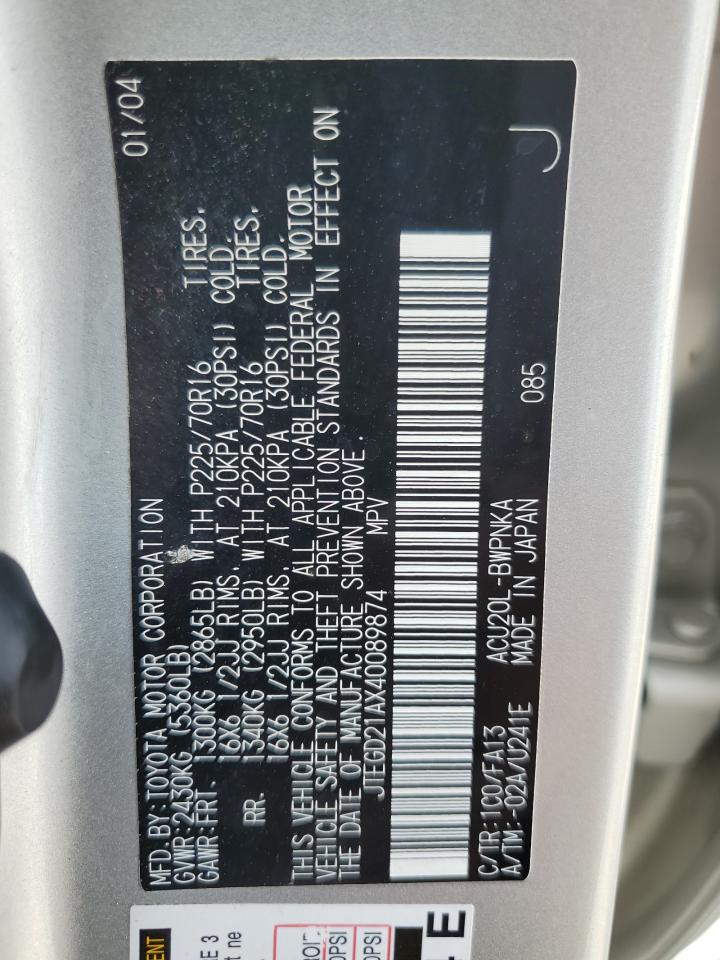 MFD. BY: TOYOTA MOTOR CORPORATION 01/04
GVWR: 2430KG (5360LB)
GAWR: FRT. 1300KG (2865LB) WITH P225/70R16 TIRES,
16X6 1/2JJ RIMS, AT 210KPA (30PSI) COLD.
RR. 1340KG (2950LB) WITH P225/70R16 TIRES,
16X6 1/2JJ RIMS, AT 210KPA (30PSI) COLD.
THIS VEHICLE CONFORMS TO ALL APPLICABLE FEDERAL MOTOR
VEHICLE SAFETY AND THEFT PREVENTION STANDARDS IN EFFECT ON
THE DATE OF MANUFACTURE SHOWN ABOVE.
JTEGD21AX40089874 MPV
C/TR: 1C0/FA13 ACU20L-BWPNKA
A/TM: -02A/U241E MADE IN JAPAN 085
J